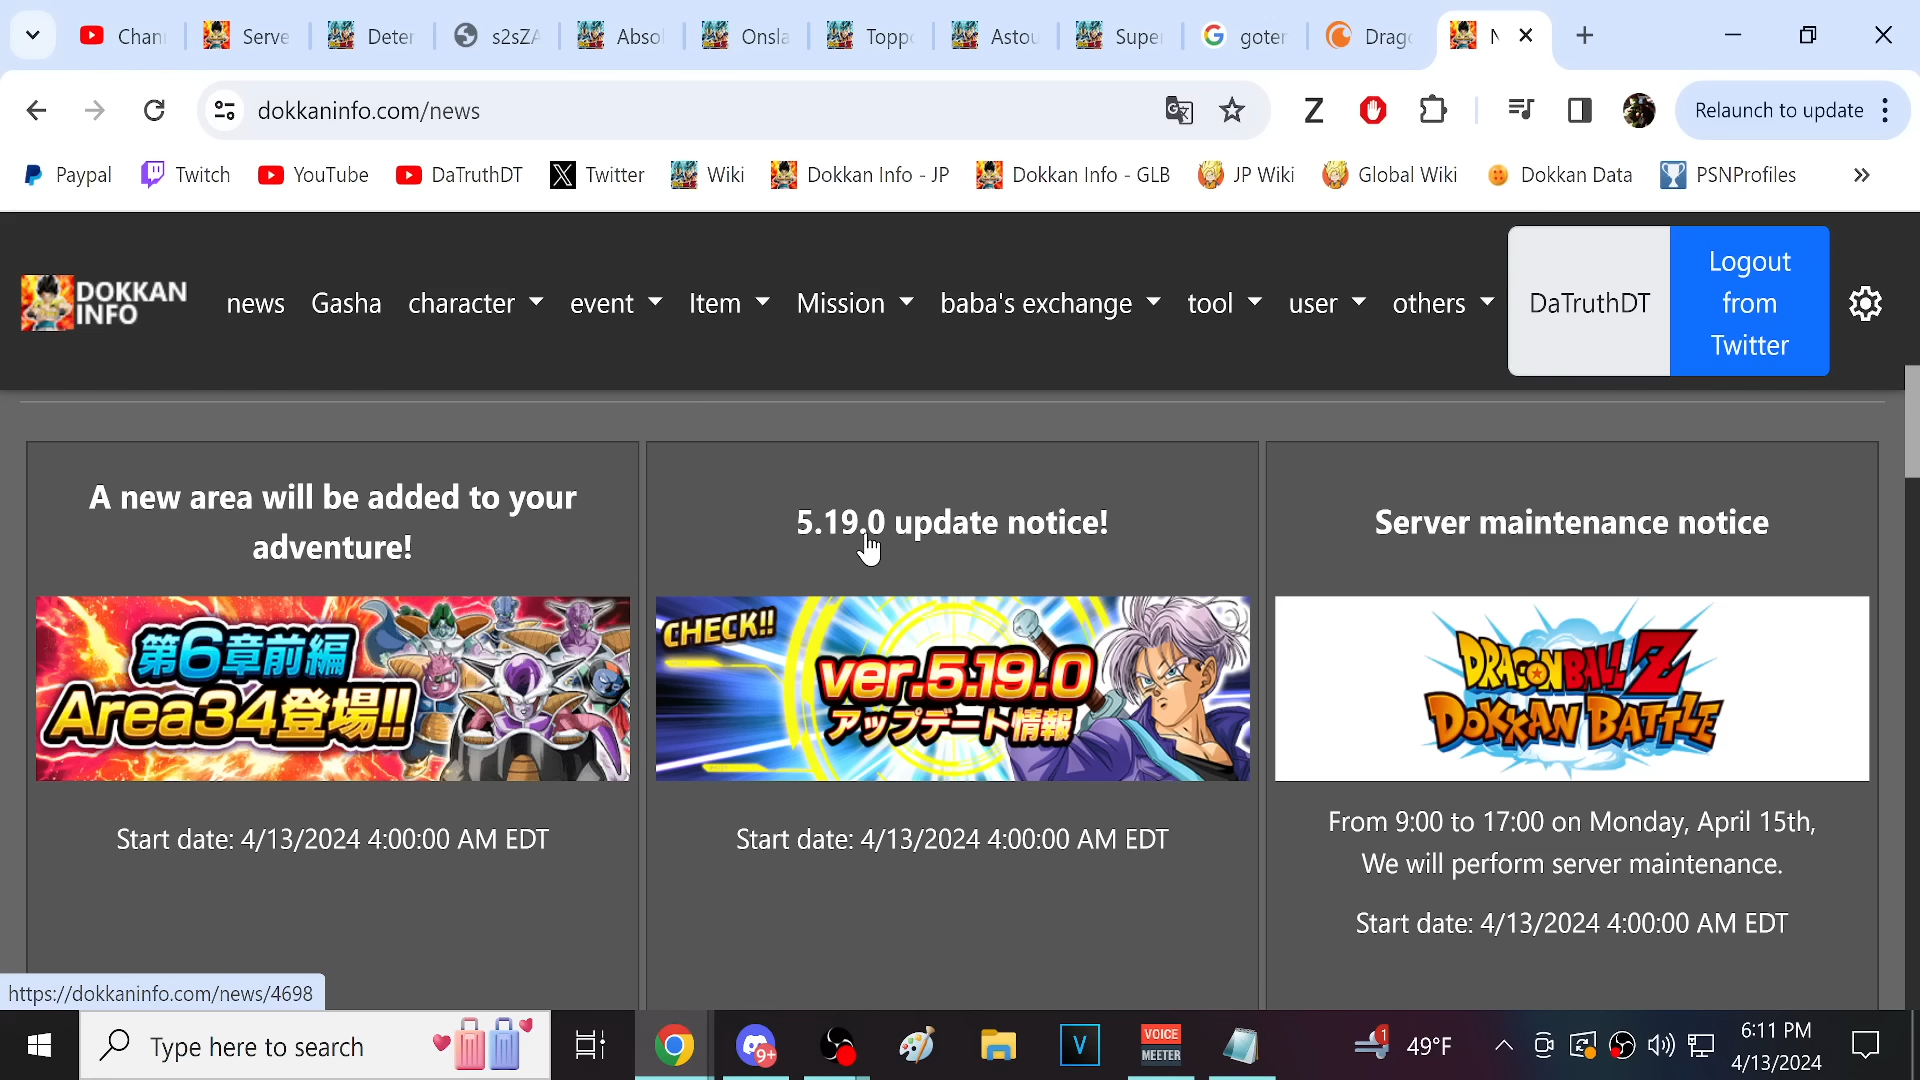 Chan
Serve
Deter
s2sZA
Absol
Onsla
Toppo
Astou
Super
goter
Drago
N
dokkaninfo.com/news
Z
Relaunch to update
Paypal
Twitch
YouTube
DaTruthDT
Twitter
Wiki
Dokkan Info - JP
Dokkan Info - GLB
JP Wiki
Global Wiki
Dokkan Data
PSNProfiles
»
DOKKAN
INFO
news
Gasha
character
event
Item
Mission
baba's exchange
tool
user
others
DaTruthDT
Logout
from
Twitter
A new area will be added to your
adventure!
第6章前編
Area34登場!!
Start date: 4/13/2024 4:00:00 AM EDT
5.19.0 update notice!
CHECK!!
ver.5.19.0
アップデート情報
Start date: 4/13/2024 4:00:00 AM EDT
Server maintenance notice
DRAGON BALL Z
DOKKAN BATTLE
From 9:00 to 17:00 on Monday, April 15th,
We will perform server maintenance.
Start date: 4/13/2024 4:00:00 AM EDT
https://dokkaninfo.com/news/4698
Type here to search
9+
V
VOICE
MEETER
1
49°F
6:11 PM
4/13/2024